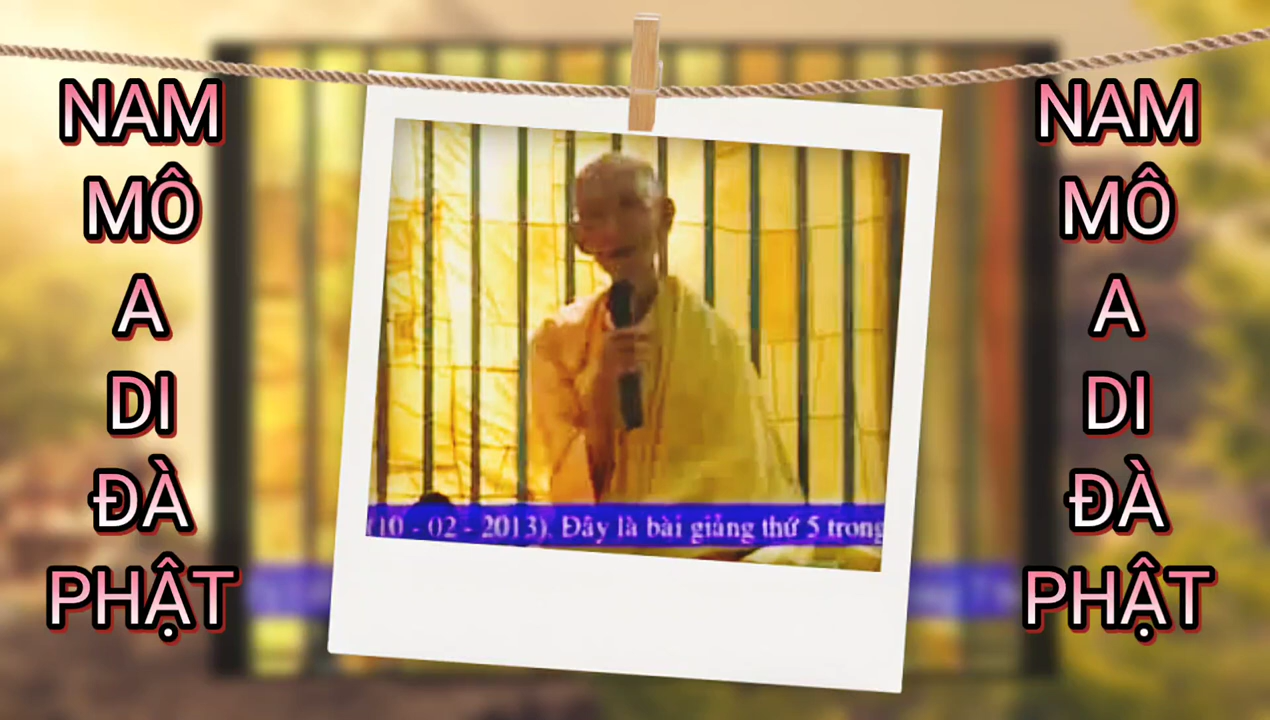 NAM
MÔ
A
DI
ĐÀ
PHẬT
(10 - 02 - 2013). Đây là bài giảng thứ 5 trong
NAM
MÔ
A
DI
ĐÀ
PHẬT